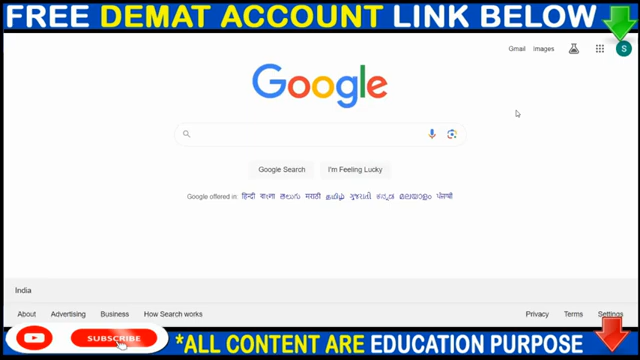 FREE DEMAT ACCOUNT LINK BELOW
Gmail Images
S
Google
Google Search I'm Feeling Lucky
Google offered in: हिन्दी বাংলা తెలుగు मराठी தமிழ் ગુજરાતી ಕನ್ನಡ മലയാളം ਪੰਜਾਬੀ
India
About Advertising Business How Search works Privacy Terms Settings
SUBSCRIBE
*ALL CONTENT ARE EDUCATION PURPOSE